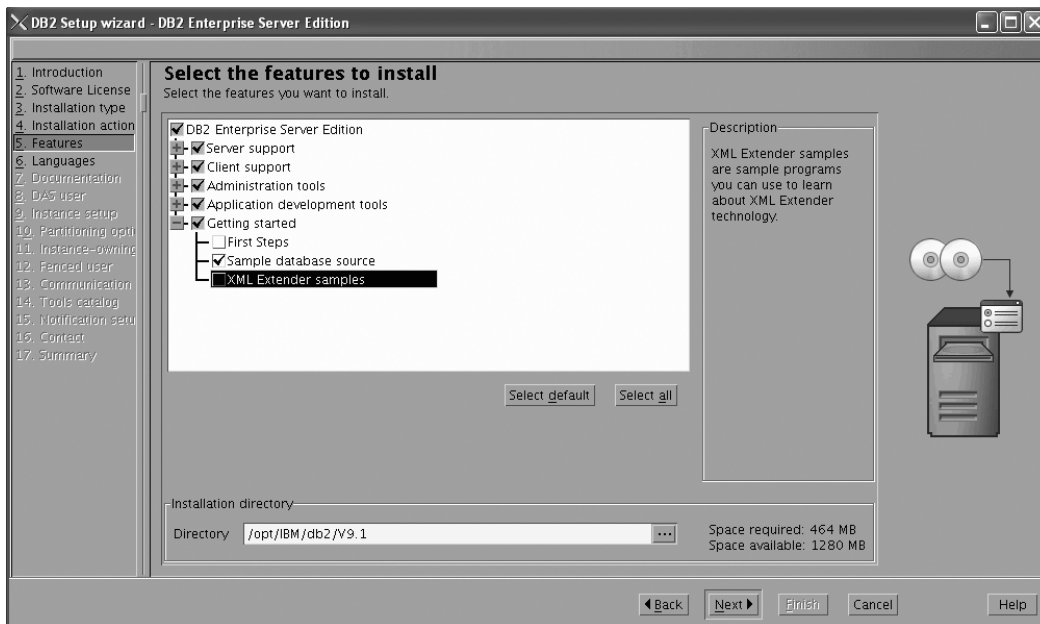 DB2 Setup wizard - DB2 Enterprise Server Edition
1. Introduction
2. Software License
3. Installation type
4. Installation action
5. Features
6. Languages
7. Documentation
8. DAS user
9. Instance setup
10. Partitioning opti
11. Instance-owning
12. Fenced user
13. Communication
14. Tools catalog
15. Notification setu
16. Contact
17. Summary
Select the features to install
Select the features you want to install.
DB2 Enterprise Server Edition
Server support
Client support
Administration tools
Application development tools
Getting started
First Steps
Sample database source
XML Extender samples
Select default
Select all
Description
XML Extender samples
are sample programs
you can use to learn
about XML Extender
technology.
Installation directory
Directory /opt/IBM/db2/V9.1 ...
Space required: 464 MB
Space available: 1280 MB
Back Next Finish Cancel Help